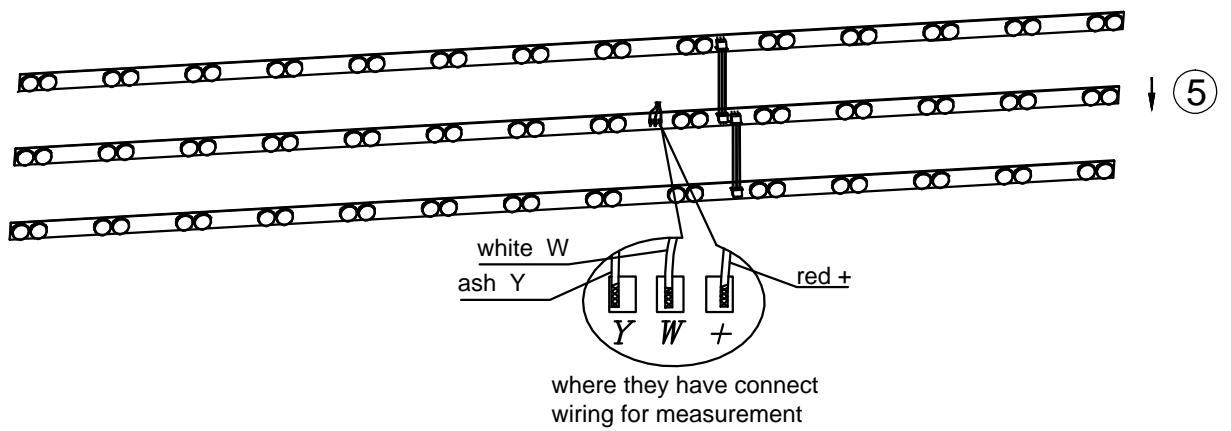 ⑤
white W
ash Y
red +
Y W +
where they have connect
wiring for measurement